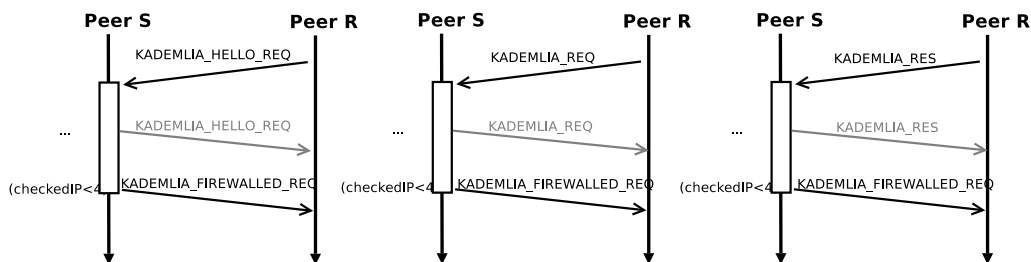 Peer S Peer R
KADEMLIA_HELLO_REQ
...
KADEMLIA_HELLO_REQ
(checkedIP<4
KADEMLIA_FIREWALLED_REQ
Peer S Peer R
KADEMLIA_REQ
...
KADEMLIA_REQ
(checkedIP<4
KADEMLIA_FIREWALLED_REQ
Peer S Peer R
KADEMLIA_RES
...
KADEMLIA_RES
(checkedIP<4
KADEMLIA_FIREWALLED_REQ